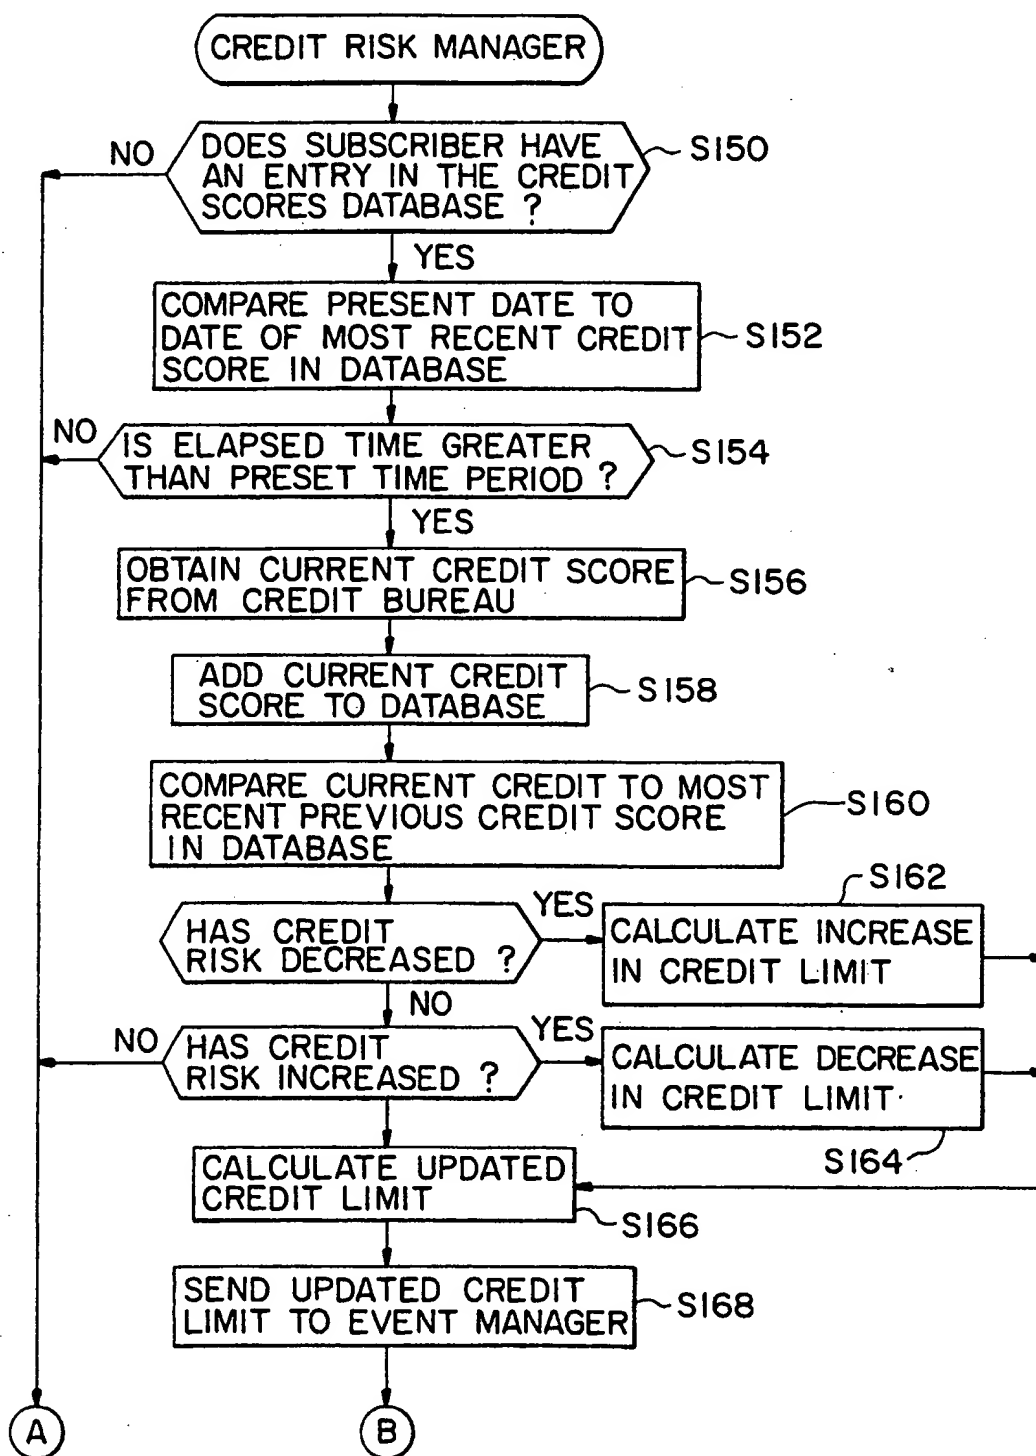 CREDIT RISK MANAGER
DOES SUBSCRIBER HAVE
AN ENTRY IN THE CREDIT
SCORES DATABASE ?
S150
NO
YES
COMPARE PRESENT DATE TO
DATE OF MOST RECENT CREDIT
SCORE IN DATABASE
S152
IS ELAPSED TIME GREATER
THAN PRESET TIME PERIOD ?
S154
NO
YES
OBTAIN CURRENT CREDIT SCORE
FROM CREDIT BUREAU
S156
ADD CURRENT CREDIT
SCORE TO DATABASE
S158
COMPARE CURRENT CREDIT TO MOST
RECENT PREVIOUS CREDIT SCORE
IN DATABASE
S160
HAS CREDIT
RISK DECREASED ?
YES
S162
CALCULATE INCREASE
IN CREDIT LIMIT
NO
HAS CREDIT
RISK INCREASED ?
NO
YES
CALCULATE DECREASE
IN CREDIT LIMIT
S164
CALCULATE UPDATED
CREDIT LIMIT
S166
SEND UPDATED CREDIT
LIMIT TO EVENT MANAGER
S168
A
B